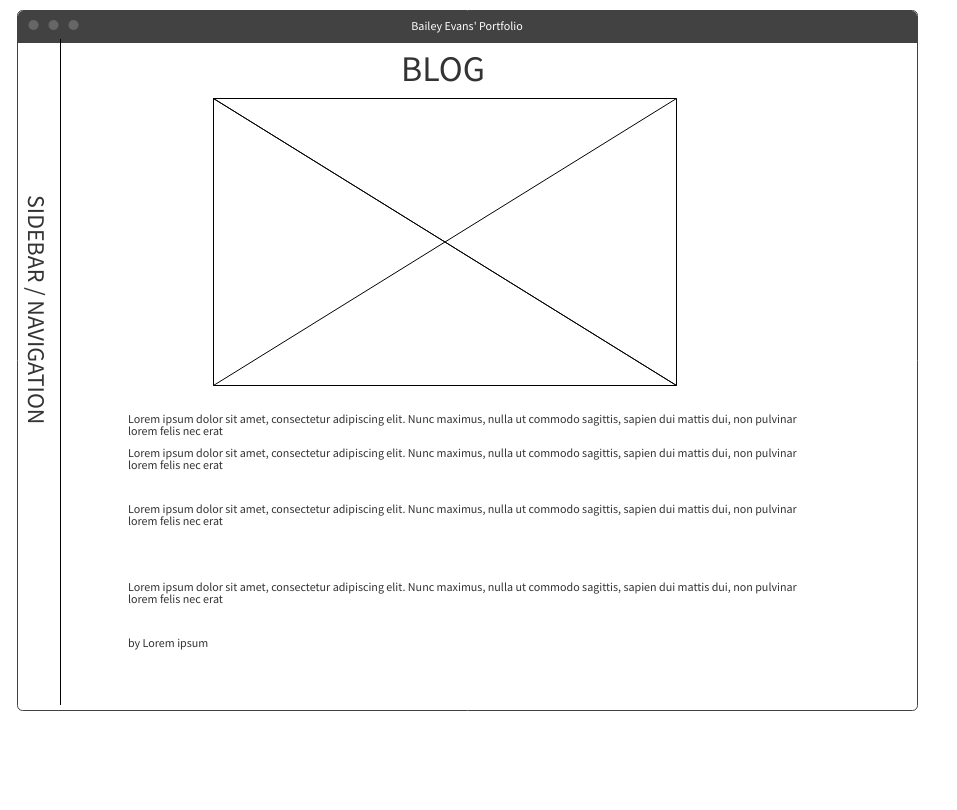 Bailey Evans' Portfolio
BLOG
SIDEBAR / NAVIGATION
Lorem ipsum dolor sit amet, consectetur adipiscing elit. Nunc maximus, nulla ut commodo sagittis, sapien dui mattis dui, non pulvinar
lorem felis nec erat
Lorem ipsum dolor sit amet, consectetur adipiscing elit. Nunc maximus, nulla ut commodo sagittis, sapien dui mattis dui, non pulvinar
lorem felis nec erat
Lorem ipsum dolor sit amet, consectetur adipiscing elit. Nunc maximus, nulla ut commodo sagittis, sapien dui mattis dui, non pulvinar
lorem felis nec erat
Lorem ipsum dolor sit amet, consectetur adipiscing elit. Nunc maximus, nulla ut commodo sagittis, sapien dui mattis dui, non pulvinar
lorem felis nec erat
by Lorem ipsum